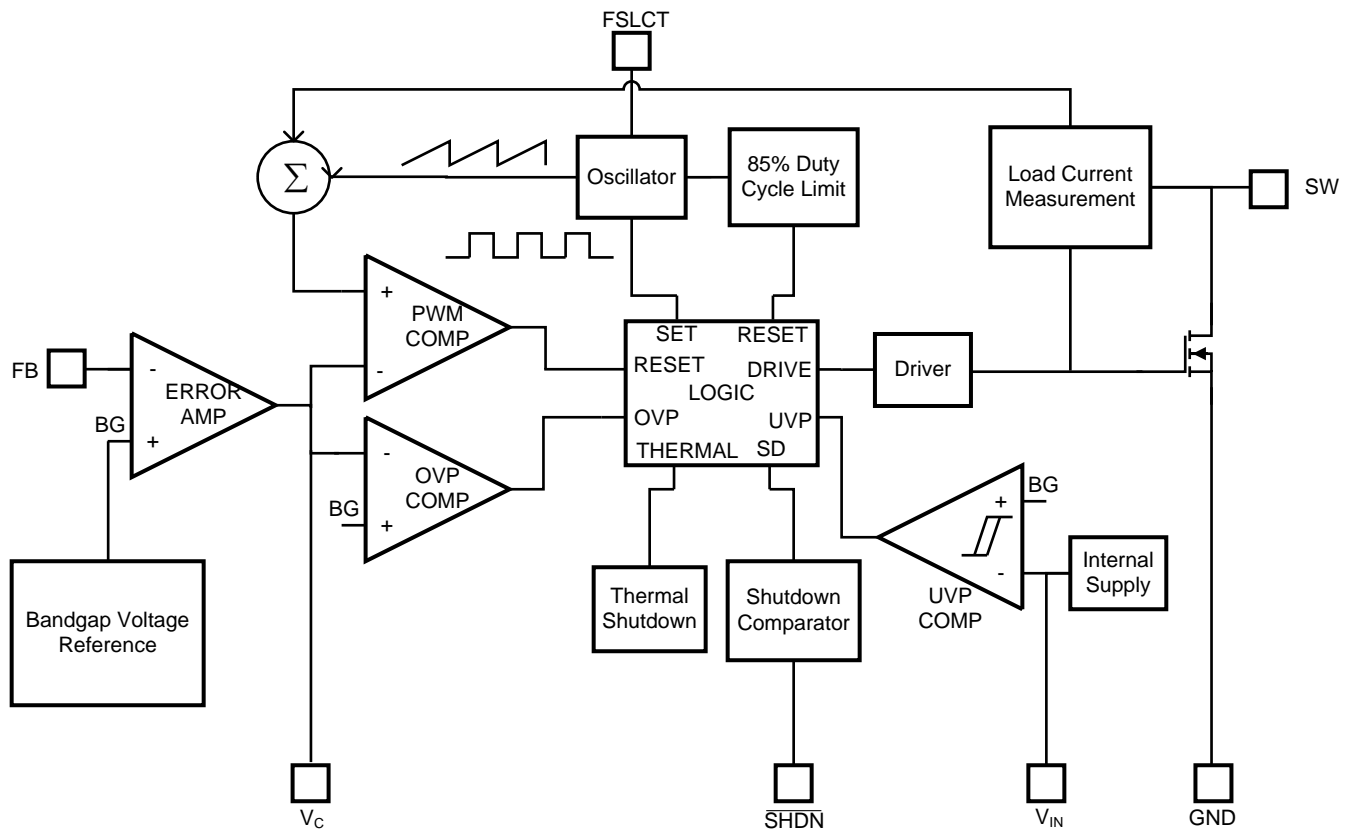 FSLCT
Σ
Oscillator
85% Duty
Cycle Limit
Load Current
Measurement
SW
+
PWM
COMP
-
SET
RESET
RESET
DRIVE
LOGIC
OVP
UVP
THERMAL
SD
Driver
FB
-
ERROR
AMP
BG
+
-
OVP
COMP
BG
+
BG
+
-
UVP
COMP
Internal
Supply
Bandgap Voltage
Reference
Thermal
Shutdown
Shutdown
Comparator
VC
SHDN
VIN
GND